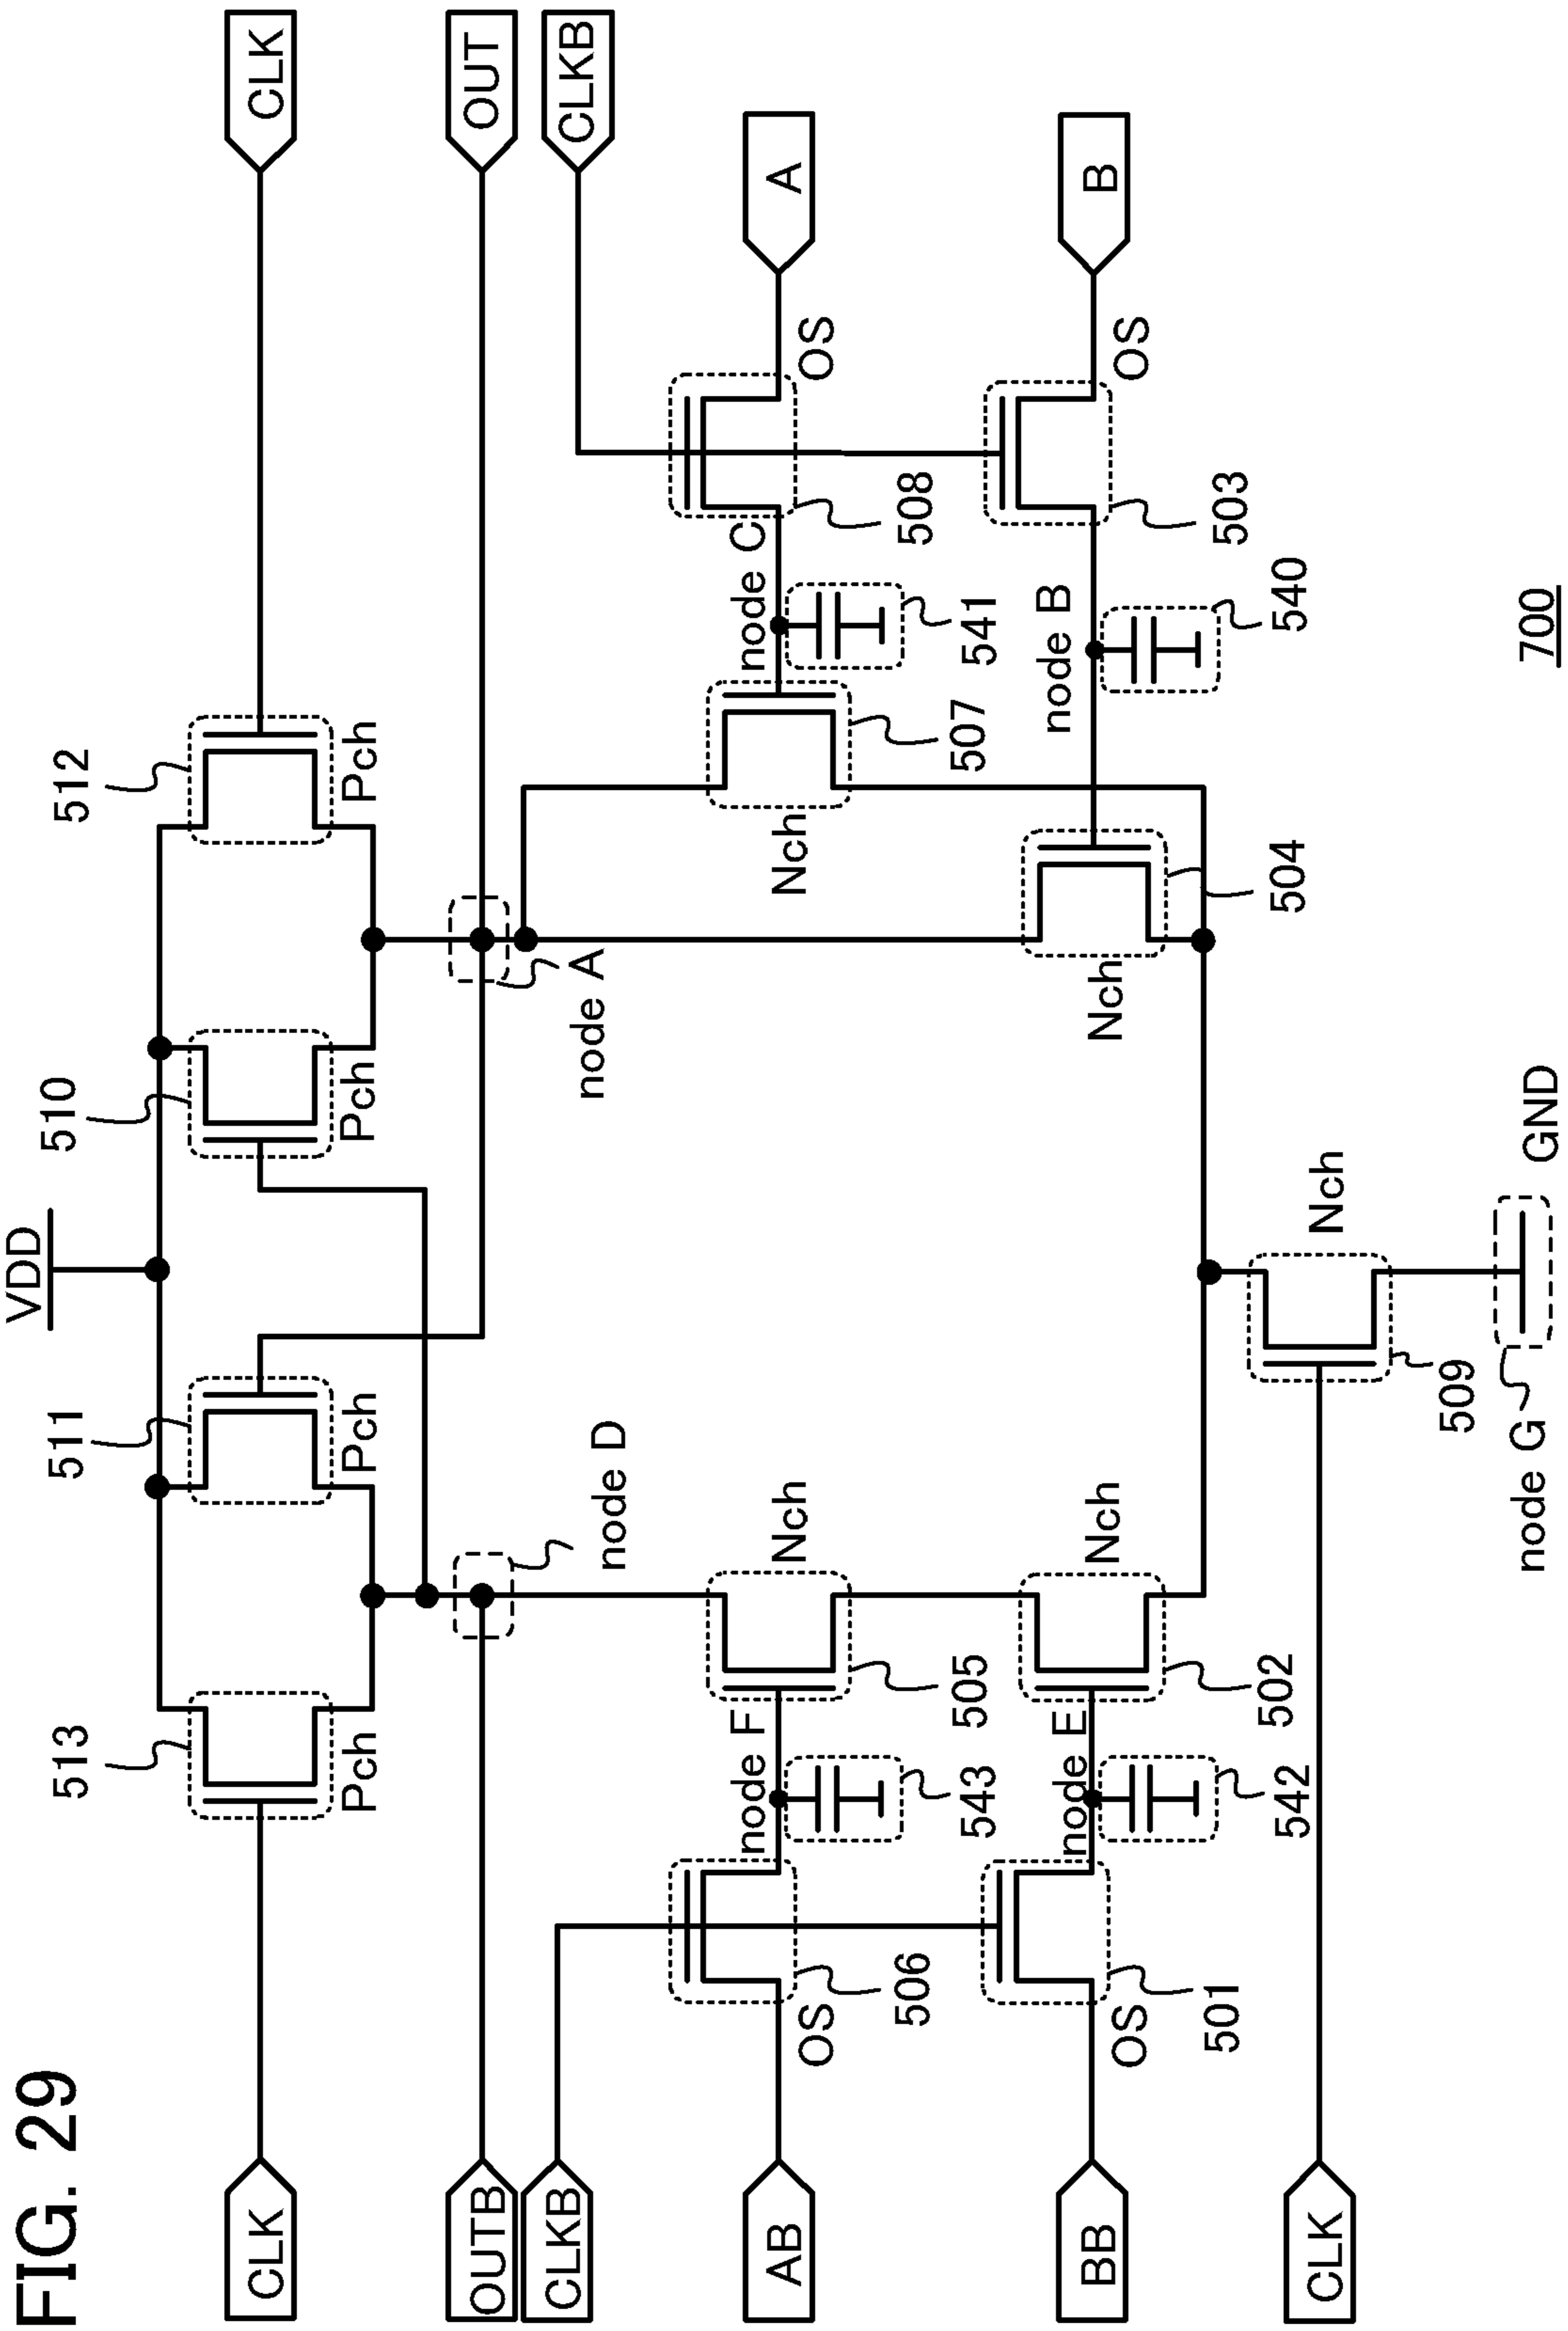 FIG. 29
VDD
513
511
510
512
CLK
Pch
Pch
Pch
Pch
CLK
OUTB
node D
node A
OUT
CLKB
CLKB
AB
OS
506
node F
543
505
Nch
Nch
507
node C
541
508
OS
A
BB
OS
501
node E
542
502
Nch
Nch
504
node B
540
503
OS
B
CLK
509
Nch
node G
GND
700